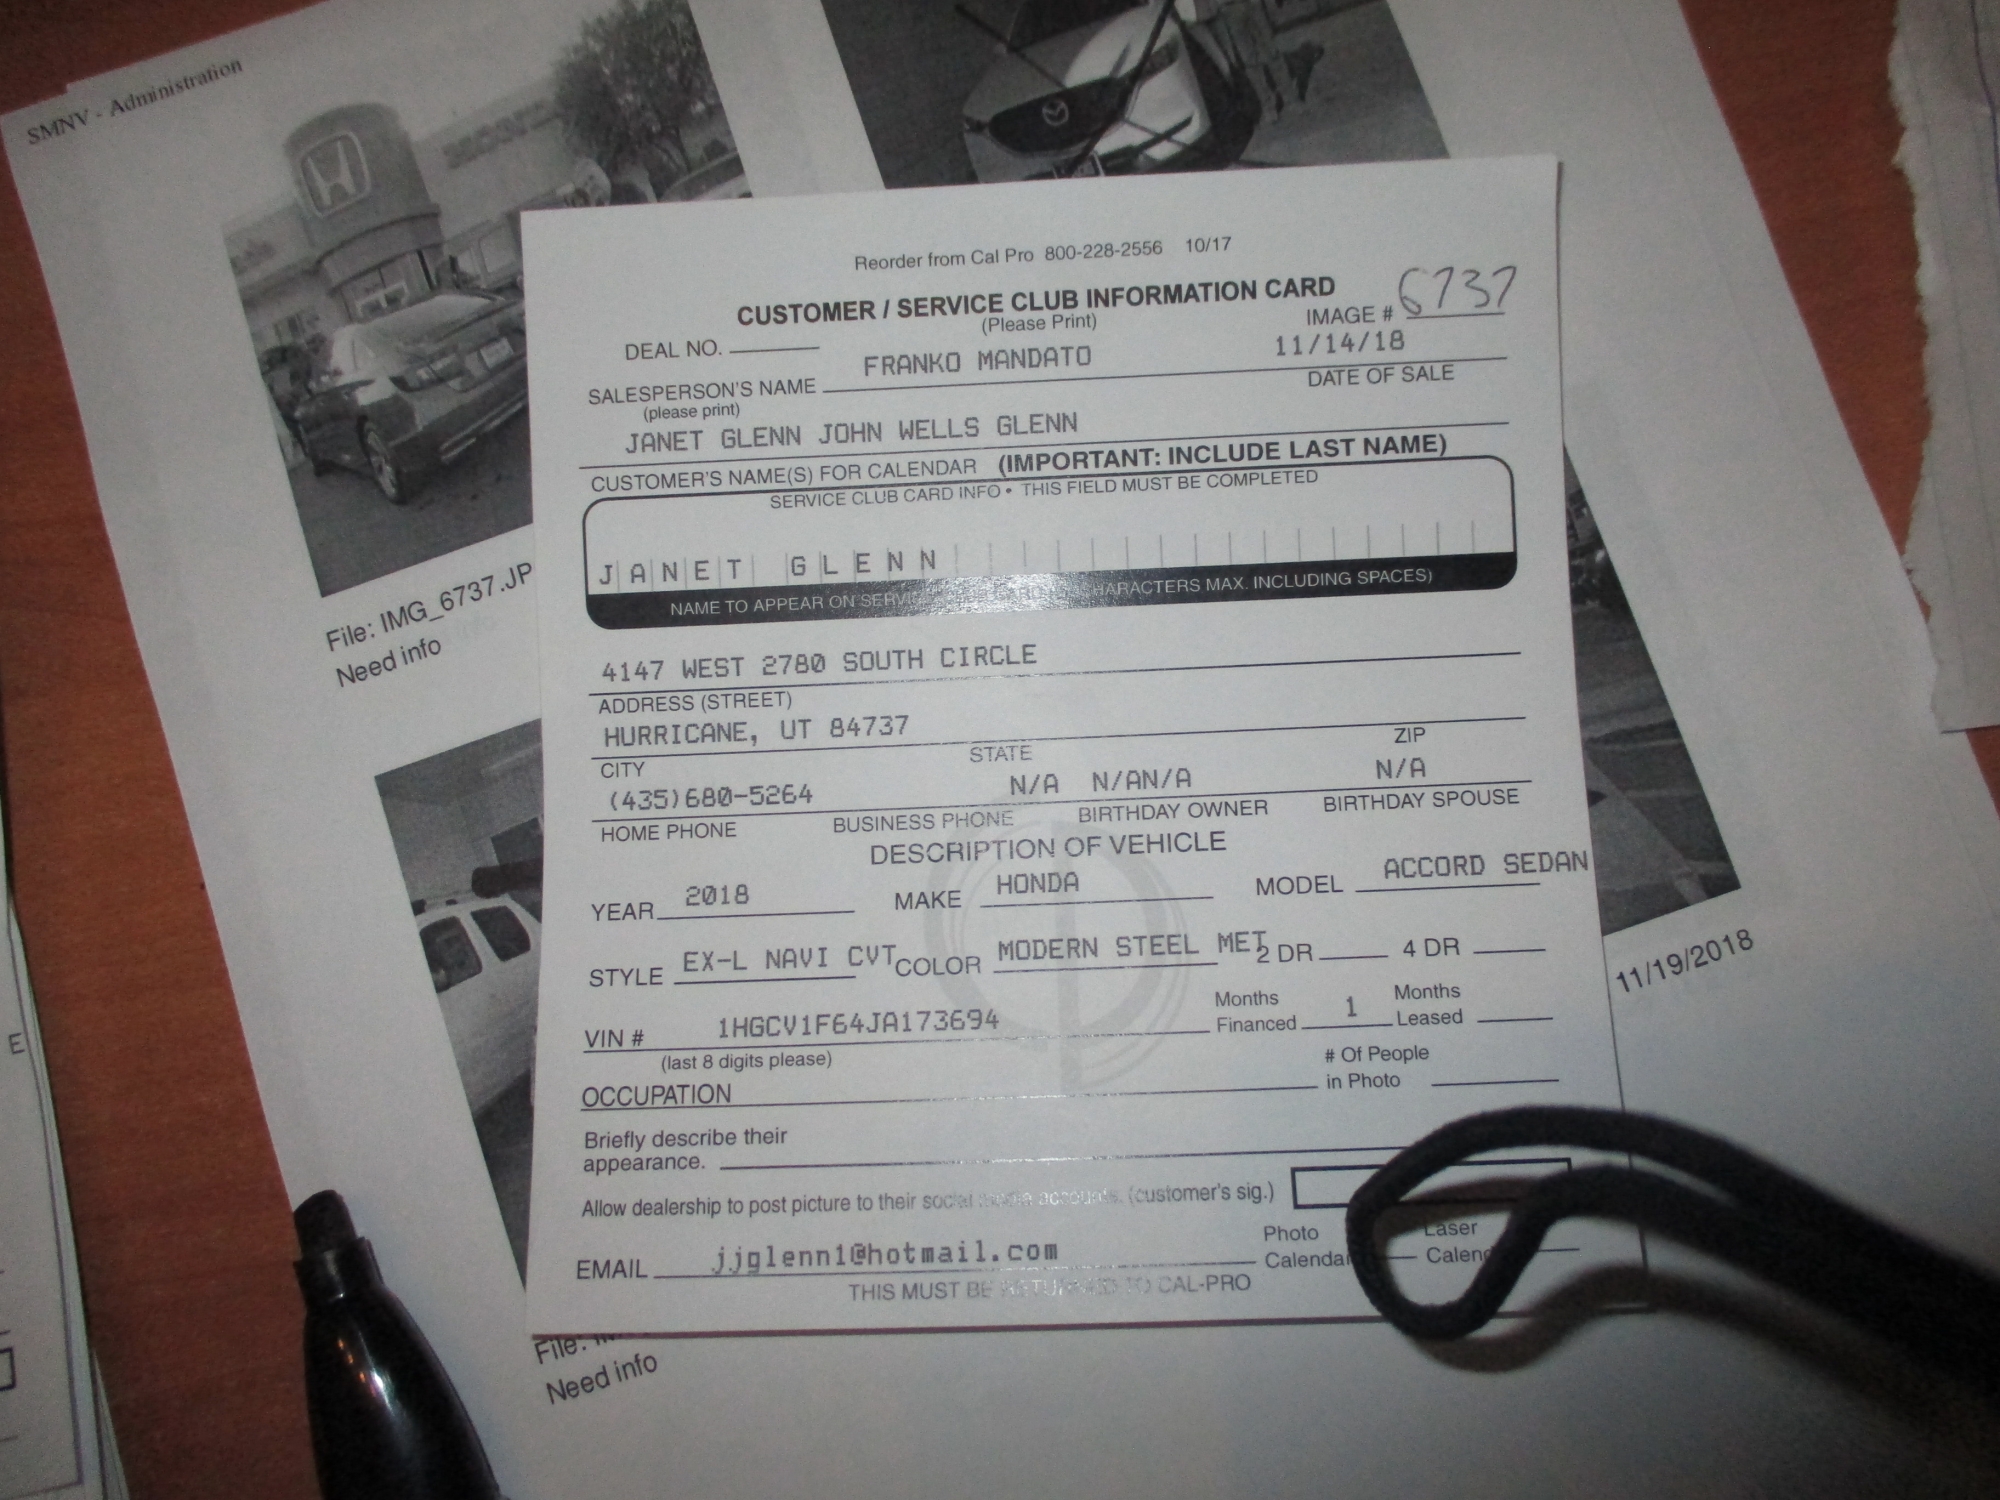 SMNV - Administration
Reorder from Cal Pro 800-228-2556 10/17
CUSTOMER / SERVICE CLUB INFORMATION CARD
(Please Print)
IMAGE # 6737
DEAL NO.
FRANKO MANDATO 11/14/18
SALESPERSON'S NAME DATE OF SALE
(please print)
JANET GLENN JOHN WELLS GLENN
CUSTOMER'S NAME(S) FOR CALENDAR (IMPORTANT: INCLUDE LAST NAME)
SERVICE CLUB CARD INFO • THIS FIELD MUST BE COMPLETED
JANET GLENN
NAME TO APPEAR ON MAX. INCLUDING SPACES)
File: IMG_6737.JP
Need info
4147 WEST 2780 SOUTH CIRCLE
ADDRESS (STREET)
HURRICANE, UT 84737
CITY STATE ZIP
(435)680-5264 N/A N/AN/A N/A
HOME PHONE BUSINESS PHONE BIRTHDAY OWNER BIRTHDAY SPOUSE
DESCRIPTION OF VEHICLE
YEAR 2018 MAKE HONDA MODEL ACCORD SEDAN
STYLE EX-L NAVI CVT COLOR MODERN STEEL MET 2 DR 4 DR
11/19/2018
VIN # 1HGCV1F64JA173694 Months Financed 1 Months Leased
(last 8 digits please)
OCCUPATION # Of People in Photo
Briefly describe their
appearance.
Allow dealership to post picture to their social media accounts. (customer's sig.)
EMAIL jjglenn1@hotmail.com Photo Calendar Laser Calend
THIS MUST BE RETURNED TO CAL-PRO
File:
Need info
E